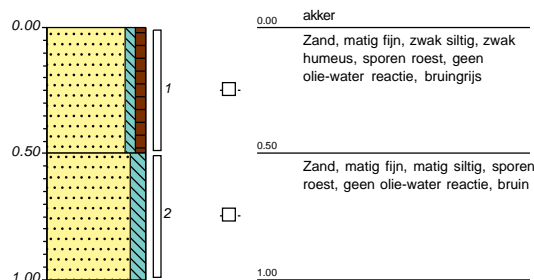 0.00
0.00
akker
Zand, matig fijn, zwak siltig, zwak
humeus, sporen roest, geen
olie-water reactie, bruingrijs
1
0.50
0.50
Zand, matig fijn, matig siltig, sporen
roest, geen olie-water reactie, bruin
2
1.00
1.00